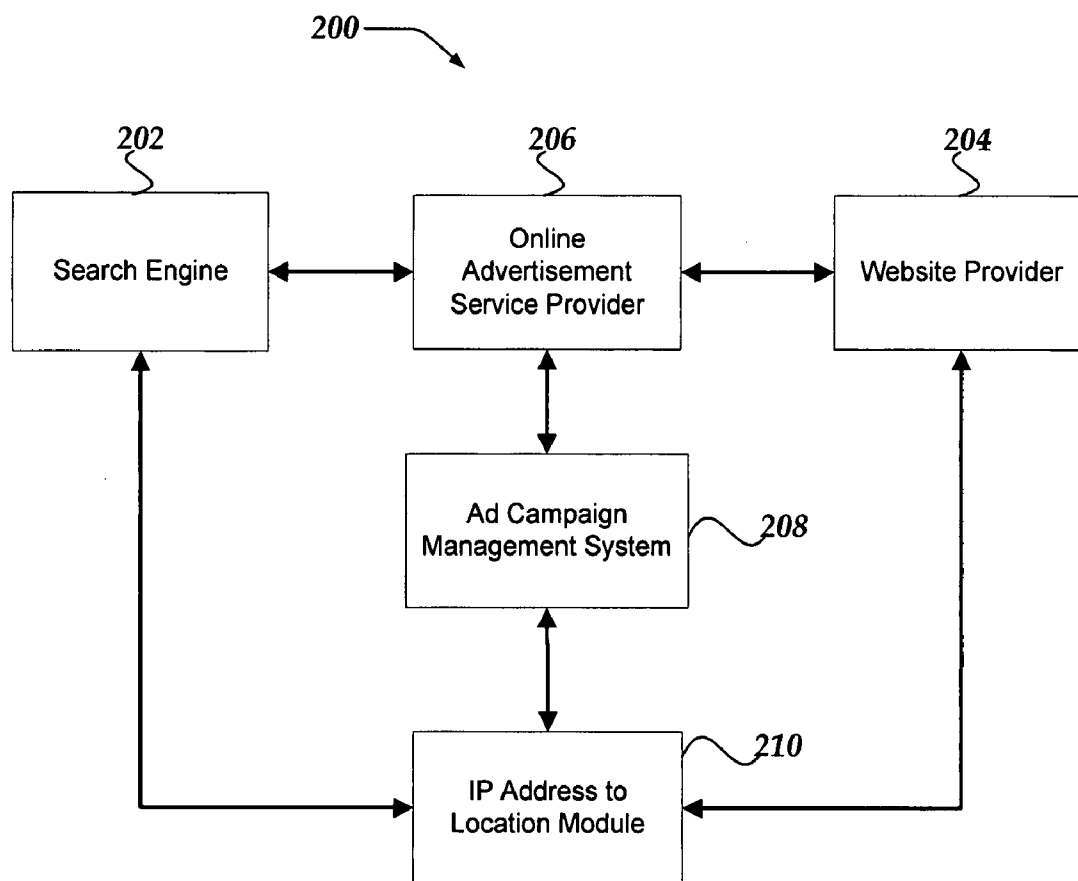 200
202
206
204
Search Engine
Online
Advertisement
Service Provider
Website Provider
Ad Campaign
Management System
208
210
IP Address to
Location Module